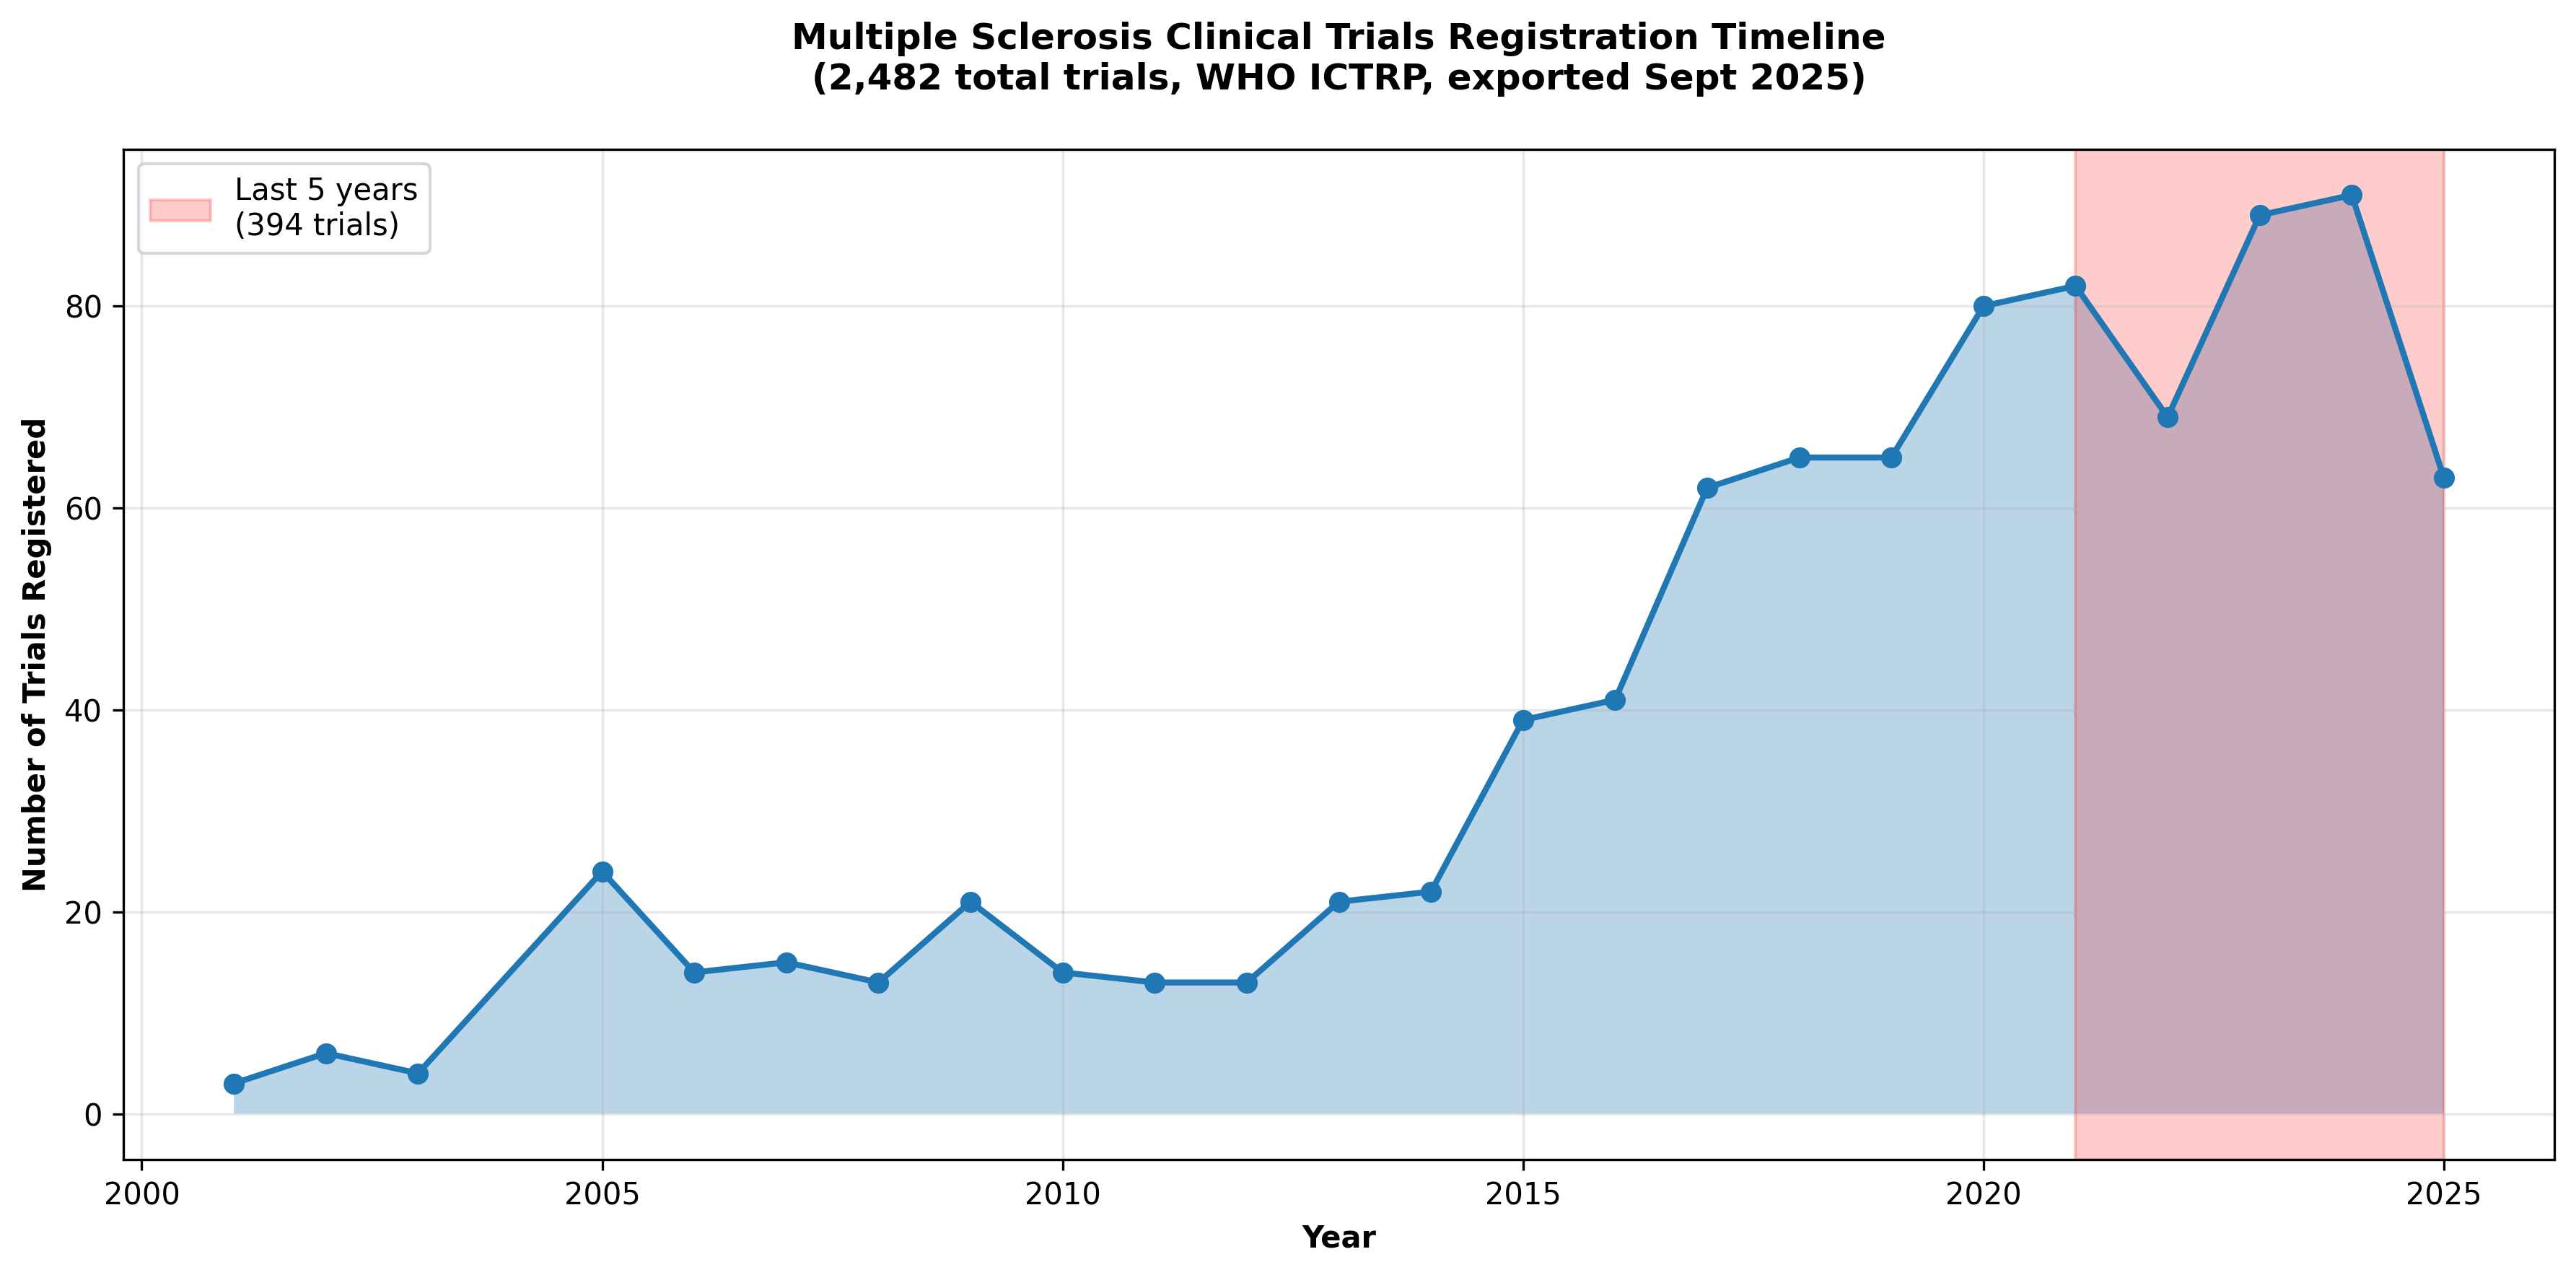 Multiple Sclerosis Clinical Trials Registration Timeline
(2,482 total trials, WHO ICTRP, exported Sept 2025)
Last 5 years
(394 trials)
Number of Trials Registered
80
60
40
20
0
2000
2005
2010
2015
2020
2025
Year